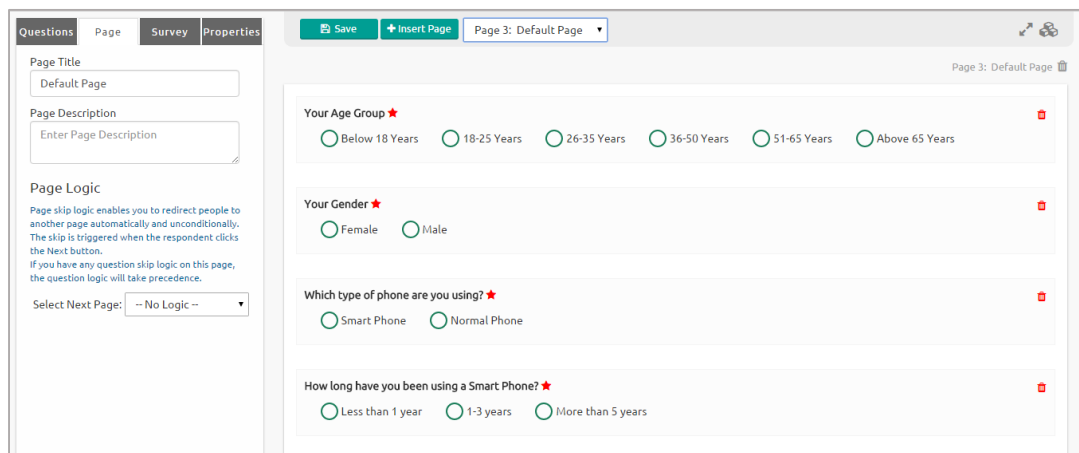 Questions Page Survey Properties
Save Insert Page Page 3: Default Page
Page 3: Default Page
Page Title
Default Page
Page Description
Enter Page Description
Page Logic
Page skip logic enables you to redirect people to
another page automatically and unconditionally.
The skip is triggered when the respondent clicks
the Next button.
If you have any question skip logic on this page,
the question logic will take precedence.
Select Next Page: -- No Logic --
Your Age Group
Below 18 Years 18-25 Years 26-35 Years 36-50 Years 51-65 Years Above 65 Years
Your Gender
Female Male
Which type of phone are you using?
Smart Phone Normal Phone
How long have you been using a Smart Phone?
Less than 1 year 1-3 years More than 5 years